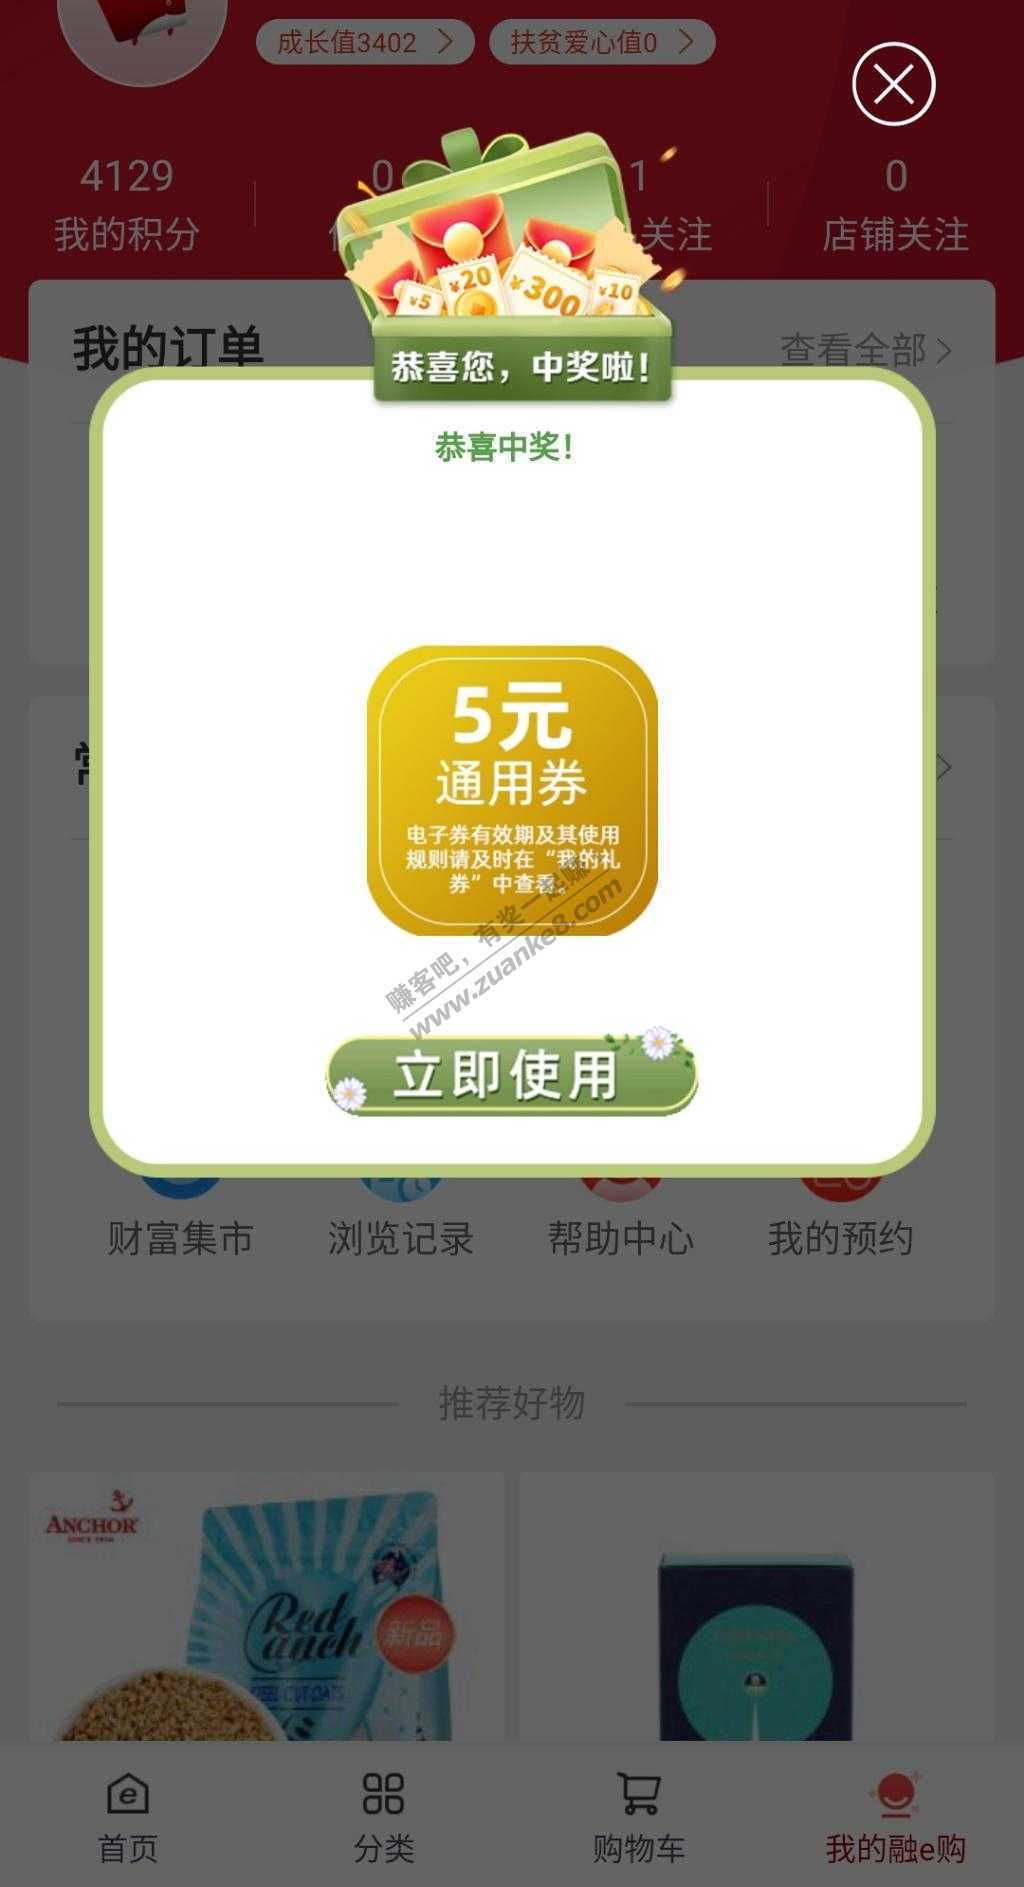 成长值3402
扶贫爱心值0
4129
0
1
0
我的积分
关注
店铺关注
¥5
¥20
¥300
¥10
我的订单
查看全部
恭喜您，中奖啦！
恭喜中奖！
5元
通用券
电子券有效期及其使用
规则请及时在“我的礼
券”中查看。
赚客吧，有奖一起赚
www.zuanke8.com
立即使用
财富集市
浏览记录
帮助中心
我的预约
推荐好物
ANCHOR
Red
anch
STEEL CUT OATS
新品
首页
分类
购物车
我的融e购